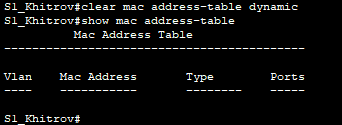 S1_Khitrov#clear mac address-table dynamic
S1_Khitrov#show mac address-table
          Mac Address Table
-------------------------------------------
Vlan    Mac Address       Type        Ports
----    -----------       --------    -----
S1_Khitrov#